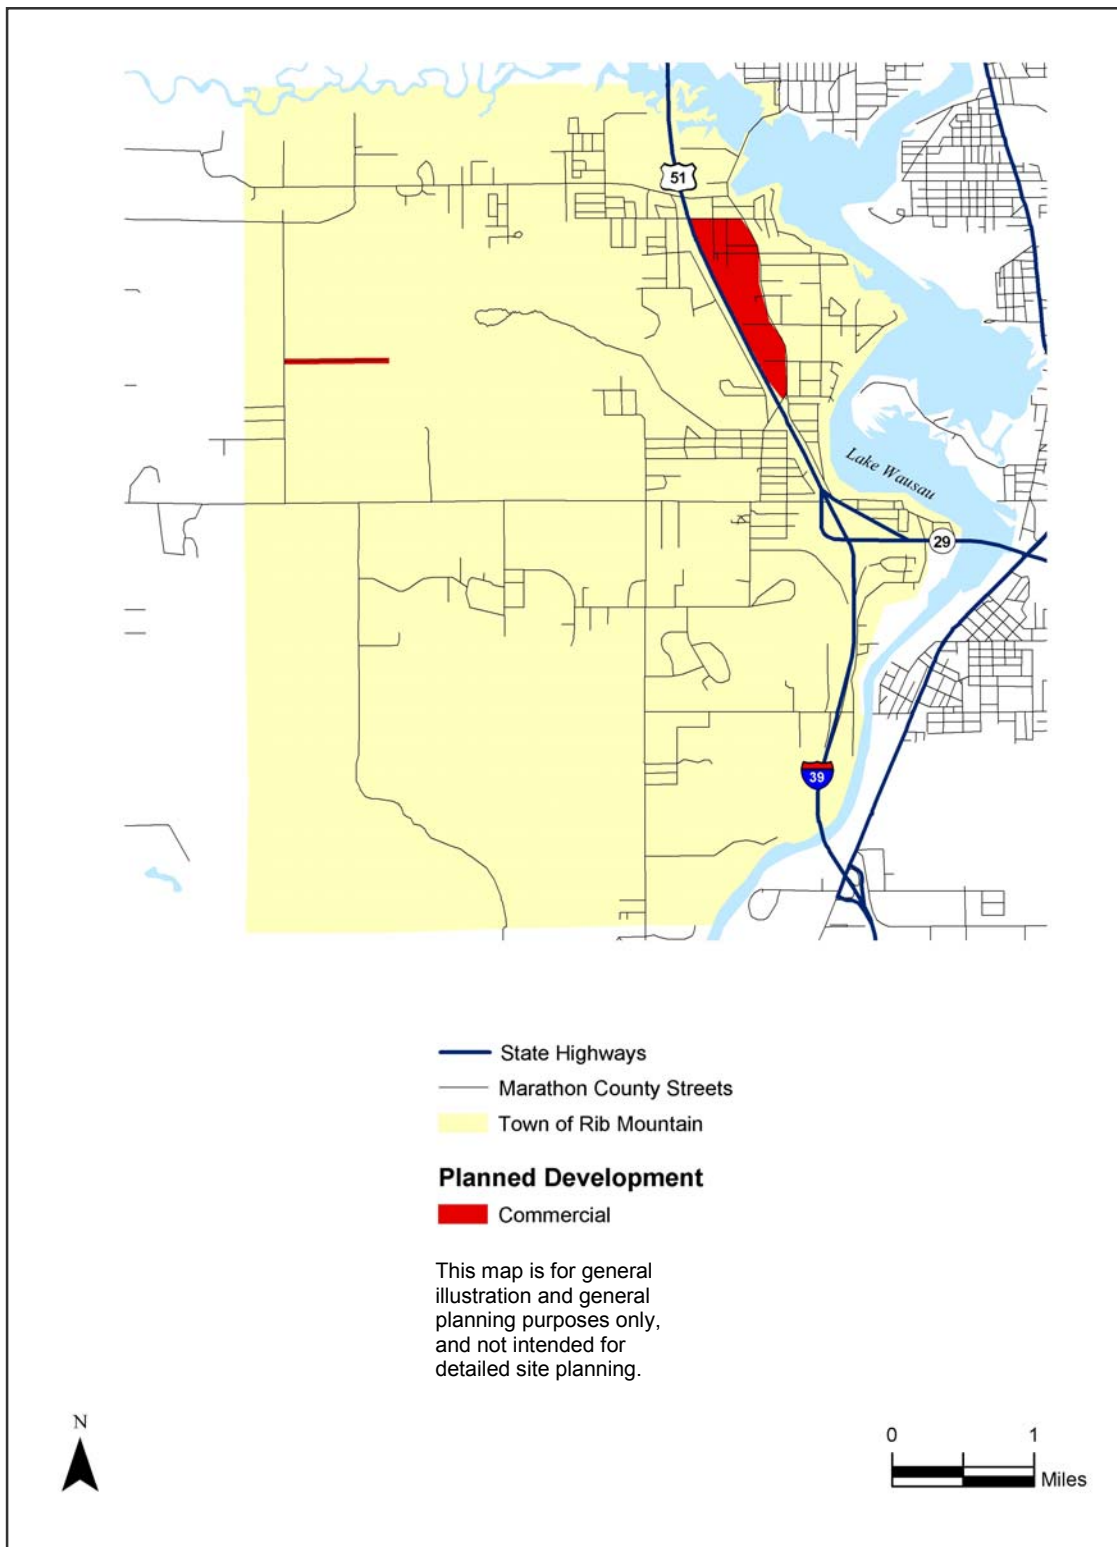 51
Lake Wausau
29
39
State Highways
Marathon County Streets
Town of Rib Mountain
Planned Development
Commercial
This map is for general
illustration and general
planning purposes only,
and not intended for
detailed site planning.
N
0 1
Miles